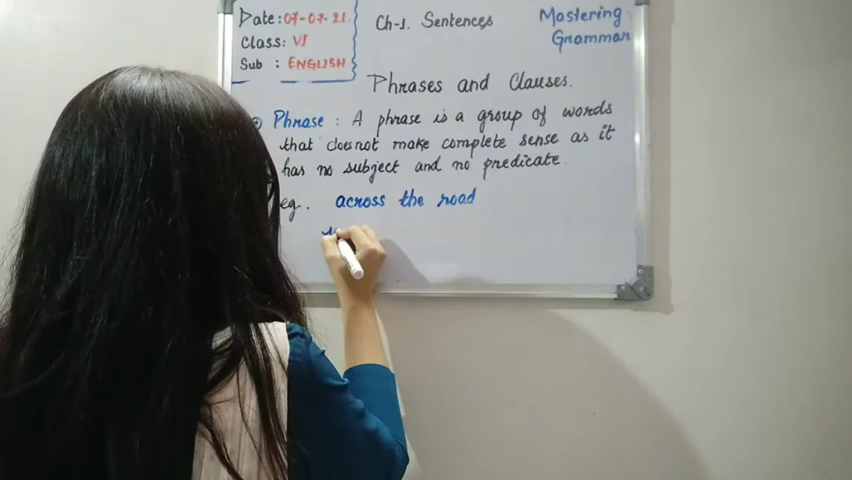 Date: 07-07-21.
Class: VI
Sub : ENGLISH
Ch-1. Sentences
Mastering
Grammar
Phrases and Clauses.
Phrase : A phrase is a group of words
that does not make complete sense as it
has no subject and no predicate.
eg. across the road